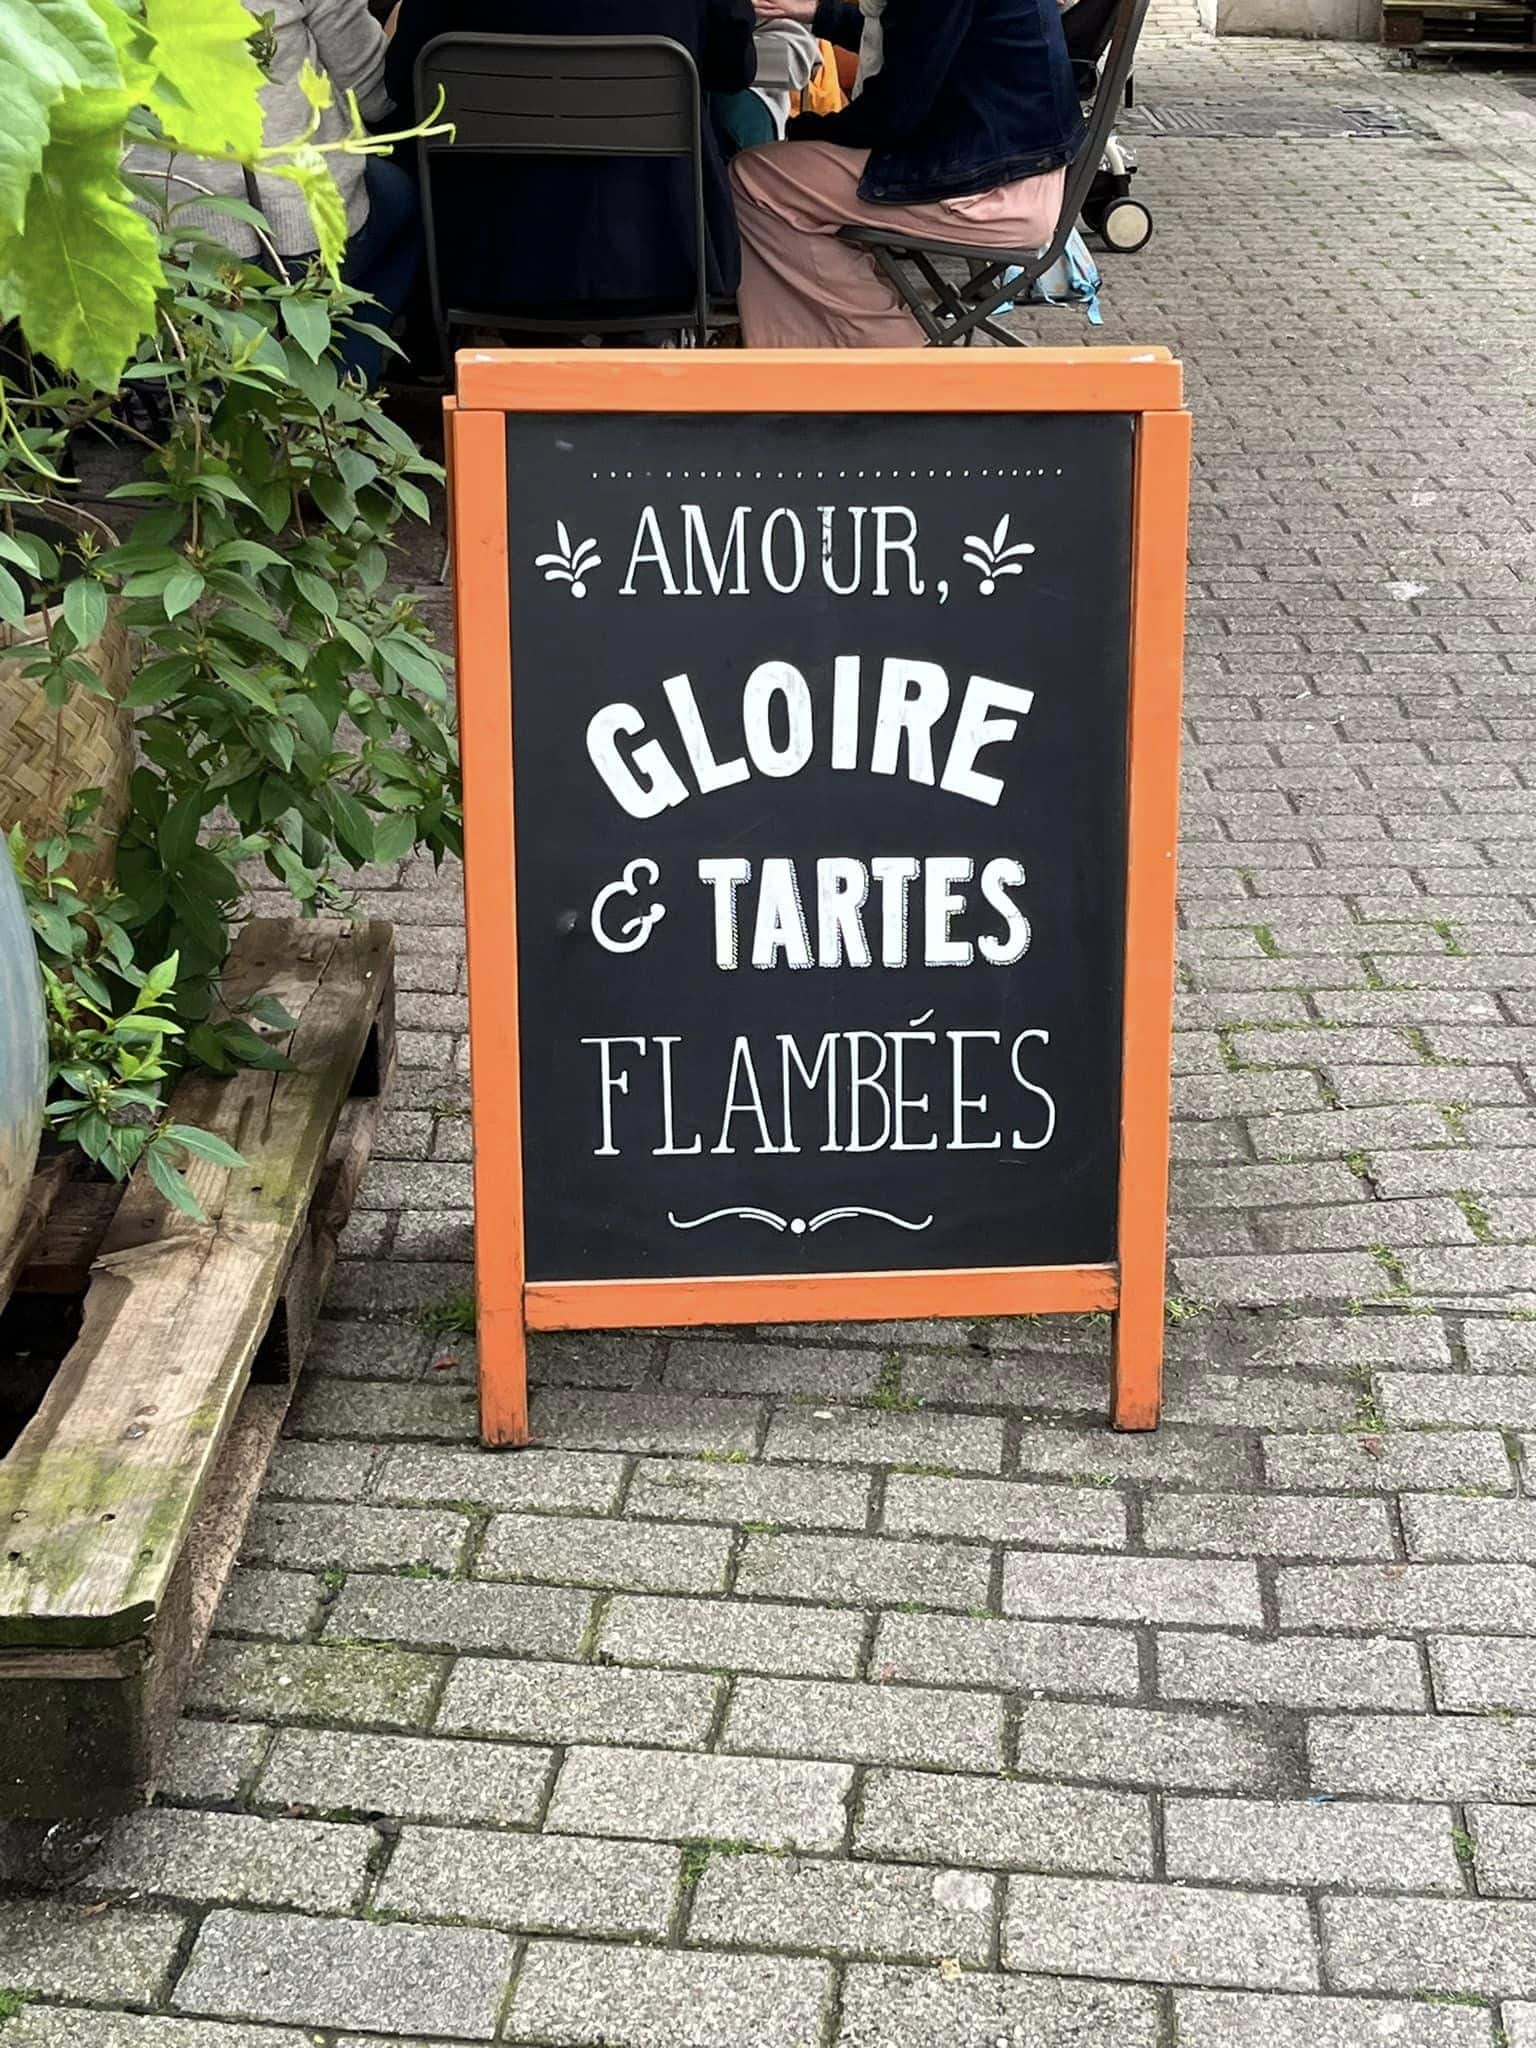 AMOUR,
GLOIRE
& TARTES
FLAMBÉES